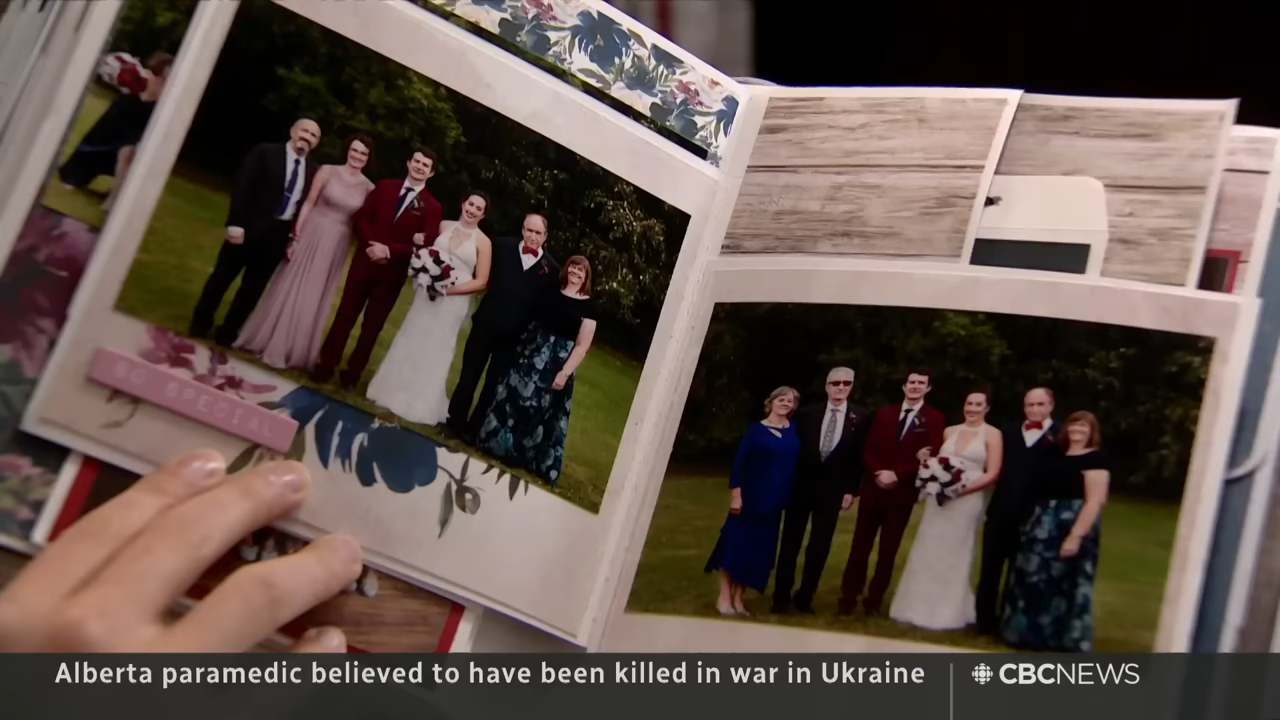 SO SPECIAL
Alberta paramedic believed to have been killed in war in Ukraine
CBCNEWS